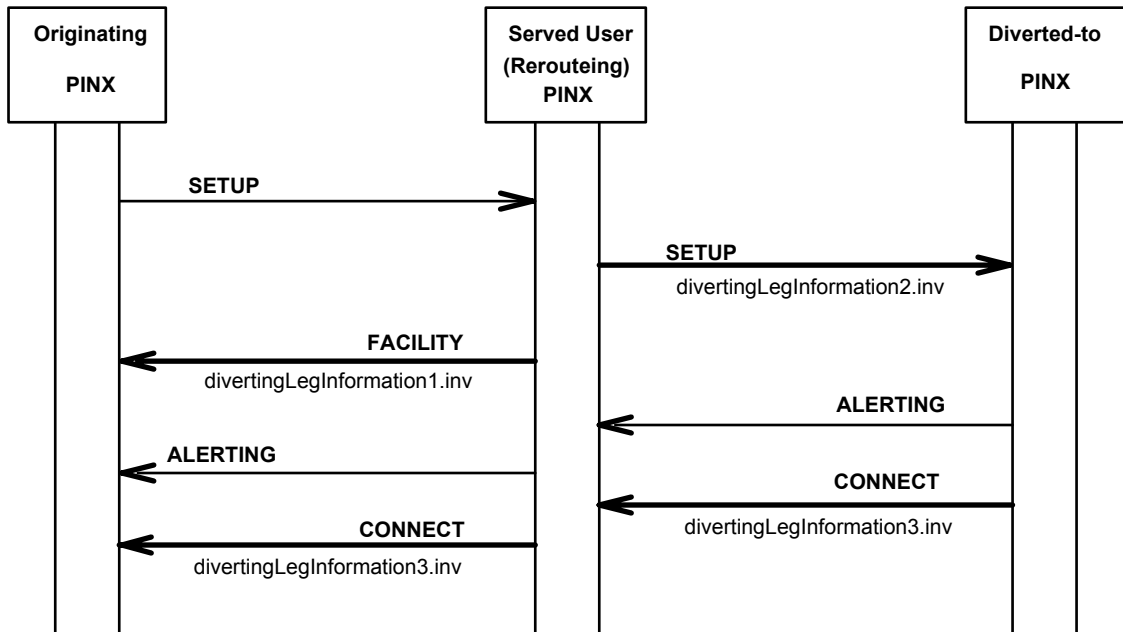 Originating
PINX
Served User
(Rerouteing)
PINX
Diverted-to
PINX
SETUP
SETUP
divertingLegInformation2.inv
FACILITY
divertingLegInformation1.inv
ALERTING
ALERTING
CONNECT
divertingLegInformation3.inv
CONNECT
divertingLegInformation3.inv